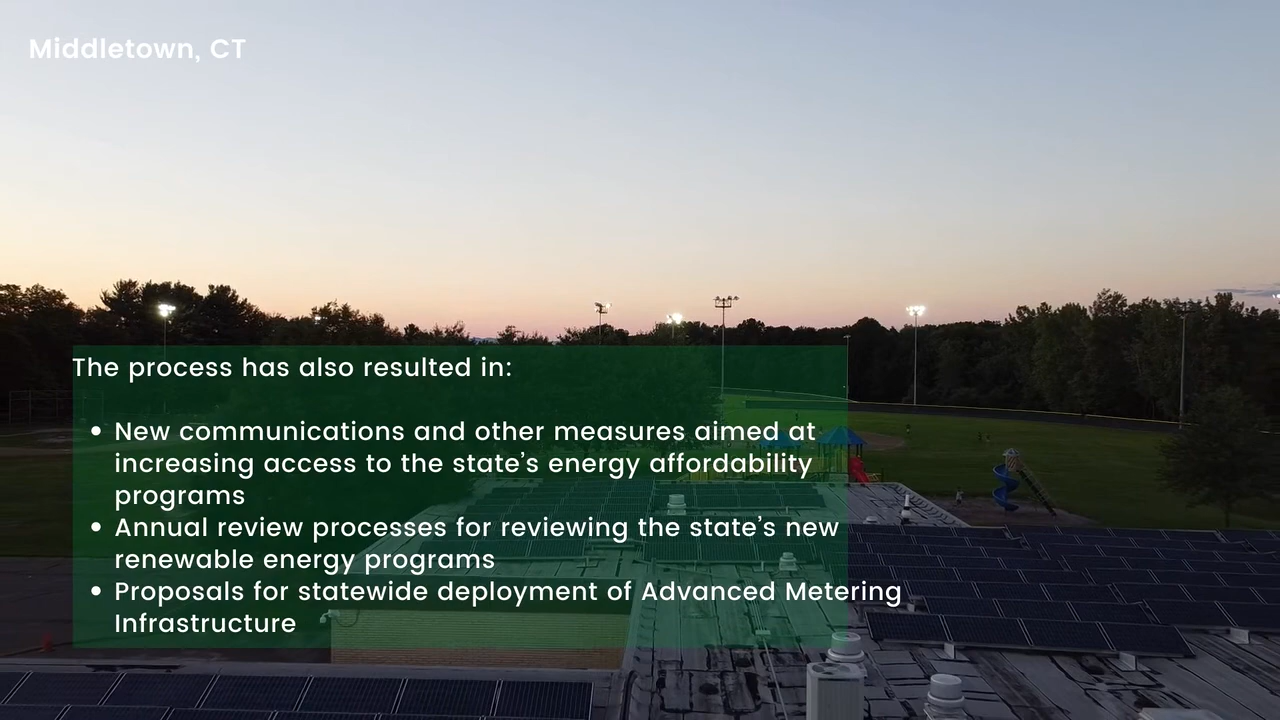 Middletown, CT
The process has also resulted in:
• New communications and other measures aimed at
increasing access to the state’s energy affordability
programs
• Annual review processes for reviewing the state’s new
renewable energy programs
• Proposals for statewide deployment of Advanced Metering
Infrastructure